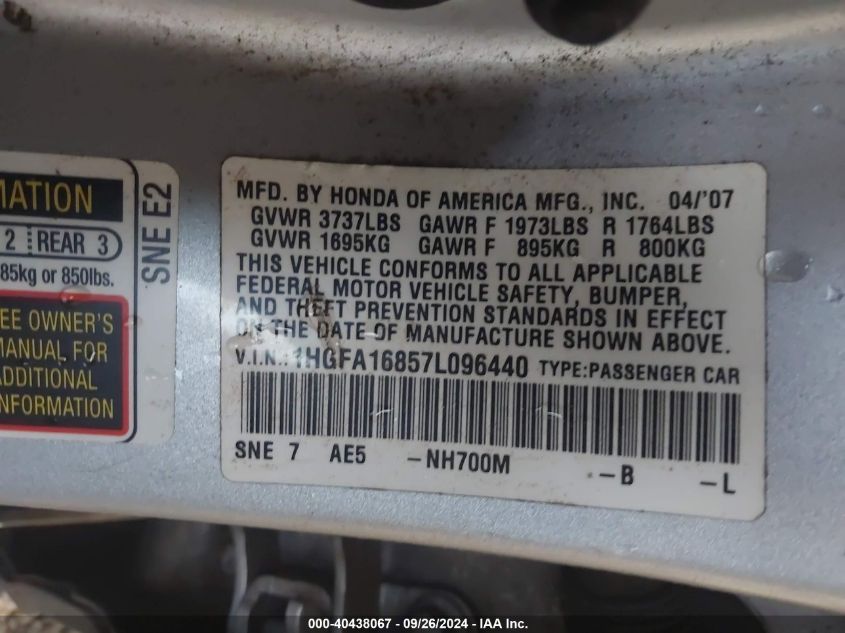 MATION
2 REAR 3
85kg or 850lbs.
EE OWNER'S
MANUAL FOR
ADDITIONAL
NFORMATION
SNE E2
MFD. BY HONDA OF AMERICA MFG., INC. 04/'07
GVWR 3737LBS GAWR F 1973LBS R 1764LBS
GVWR 1695KG GAWR F 895KG R 800KG
THIS VEHICLE CONFORMS TO ALL APPLICABLE
FEDERAL MOTOR VEHICLE SAFETY, BUMPER,
AND THEFT PREVENTION STANDARDS IN EFFECT
ON THE DATE OF MANUFACTURE SHOWN ABOVE.
V.I.N.:1HGFA16857L096440 TYPE:PASSENGER CAR
SNE 7 AE5 -NH700M -B -L
000-40438067 / 09/26/2024 - IAA Inc.